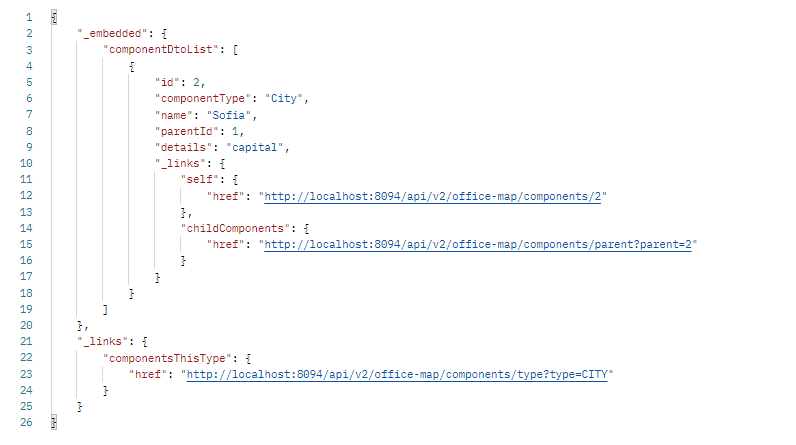 1 {
2 "_embedded": {
3 "componentDtoList": [
4 {
5 "id": 2,
6 "componentType": "City",
7 "name": "Sofia",
8 "parentId": 1,
9 "details": "capital",
10 "_links": {
11 "self": {
12 "href": "http://localhost:8094/api/v2/office-map/components/2"
13 },
14 "childComponents": {
15 "href": "http://localhost:8094/api/v2/office-map/components/parent?parent=2"
16 }
17 }
18 }
19 ]
20 },
21 "_links": {
22 "componentsThisType": {
23 "href": "http://localhost:8094/api/v2/office-map/components/type?type=CITY"
24 }
25 }
26 }